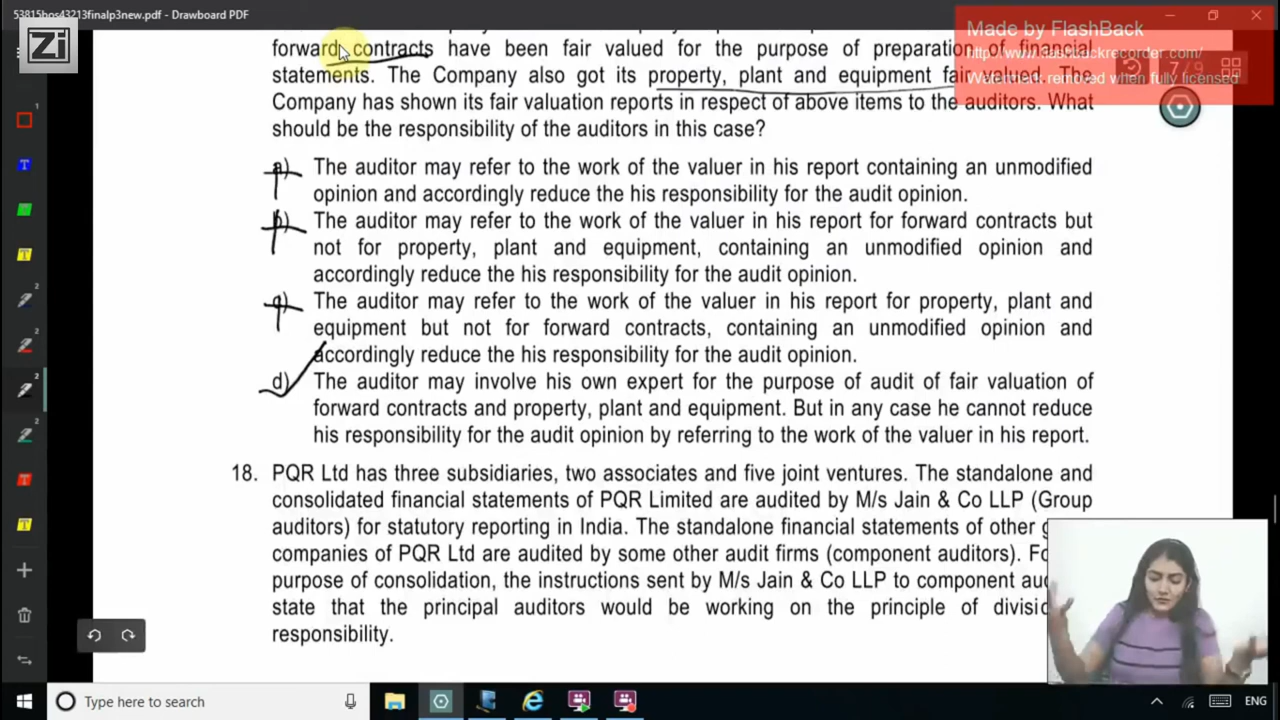 53815bos43213finalp3new.pdf - Drawboard PDF
Zi
Made by FlashBack
http://www.flashbackrecorder.com/
Watermark removed when fully licensed
7/9
forward contracts have been fair valued for the purpose of preparation of financial
statements. The Company also got its property, plant and equipment fair valued. The
Company has shown its fair valuation reports in respect of above items to the auditors. What
should be the responsibility of the auditors in this case?
a) The auditor may refer to the work of the valuer in his report containing an unmodified
opinion and accordingly reduce the his responsibility for the audit opinion.
b) The auditor may refer to the work of the valuer in his report for forward contracts but
not for property, plant and equipment, containing an unmodified opinion and
accordingly reduce the his responsibility for the audit opinion.
c) The auditor may refer to the work of the valuer in his report for property, plant and
equipment but not for forward contracts, containing an unmodified opinion and
accordingly reduce the his responsibility for the audit opinion.
d) The auditor may involve his own expert for the purpose of audit of fair valuation of
forward contracts and property, plant and equipment. But in any case he cannot reduce
his responsibility for the audit opinion by referring to the work of the valuer in his report.
18. PQR Ltd has three subsidiaries, two associates and five joint ventures. The standalone and
consolidated financial statements of PQR Limited are audited by M/s Jain & Co LLP (Group
auditors) for statutory reporting in India. The standalone financial statements of other
companies of PQR Ltd are audited by some other audit firms (component auditors).
purpose of consolidation, the instructions sent by M/s Jain & Co LLP to component
state that the principal auditors would be working on the principle of
responsibility.
Type here to search
ENG